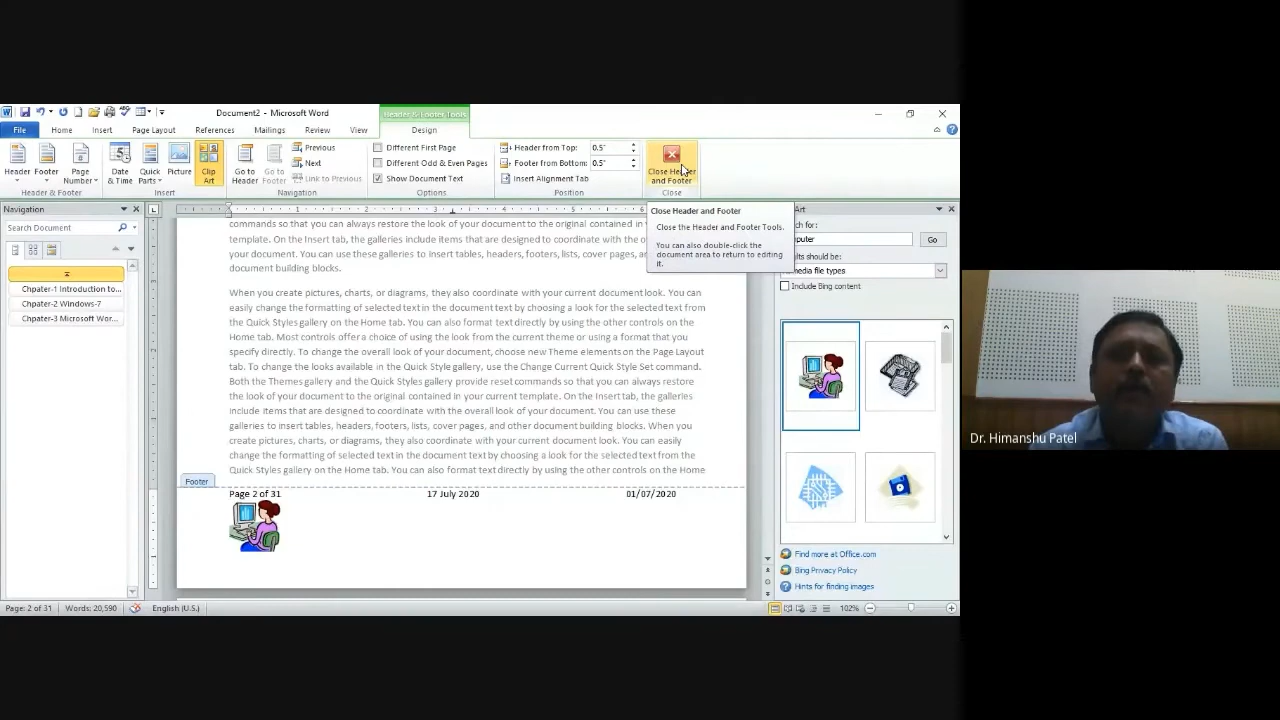 Document2 - Microsoft Word
Header & Footer Tools
File Home Insert Page Layout References Mailings Review View Design
Header
Footer
Page Number
Date & Time
Quick Parts
Picture
Clip Art
Go to Header
Go to Footer
Previous
Next
Link to Previous
Different First Page
Different Odd & Even Pages
Show Document Text
Header from Top: 0.5"
Footer from Bottom: 0.5"
Insert Alignment Tab
Close Header and Footer
Header & Footer Insert Navigation Options Position Close
Navigation
Search Document
Chpater-1 Introduction to...
Chpater-2 Windows-7
Chpater-3 Microsoft Wor...
1 2 3 4 5 6
Close Header and Footer
Close the Header and Footer Tools.
You can also double-click the
document area to return to editing
it.
commands so that you can always restore the look of your document to the original contained in
template. On the Insert tab, the galleries include items that are designed to coordinate with the
your document. You can use these galleries to insert tables, headers, footers, lists, cover pages, an
document building blocks.
When you create pictures, charts, or diagrams, they also coordinate with your current document look. You can
easily change the formatting of selected text in the document text by choosing a look for the selected text from
the Quick Styles gallery on the Home tab. You can also format text directly by using the other controls on the
Home tab. Most controls offer a choice of using the look from the current theme or using a format that you
specify directly. To change the overall look of your document, choose new Theme elements on the Page Layout
tab. To change the looks available in the Quick Style gallery, use the Change Current Quick Style Set command.
Both the Themes gallery and the Quick Styles gallery provide reset commands so that you can always restore
the look of your document to the original contained in your current template. On the Insert tab, the galleries
include items that are designed to coordinate with the overall look of your document. You can use these
galleries to insert tables, headers, footers, lists, cover pages, and other document building blocks. When you
create pictures, charts, or diagrams, they also coordinate with your current document look. You can easily
change the formatting of selected text in the document text by choosing a look for the selected text from the
Quick Styles gallery on the Home tab. You can also format text directly by using the other controls on the Home
Footer
Page 2 of 31 17 July 2020 01/07/2020
Art
ch for:
puter Go
ults should be:
media file types
Include Bing content
Find more at Office.com
Bing Privacy Policy
Hints for finding images
Page: 2 of 31 Words: 20,590 English (U.S.) 102%
Dr. Himanshu Patel